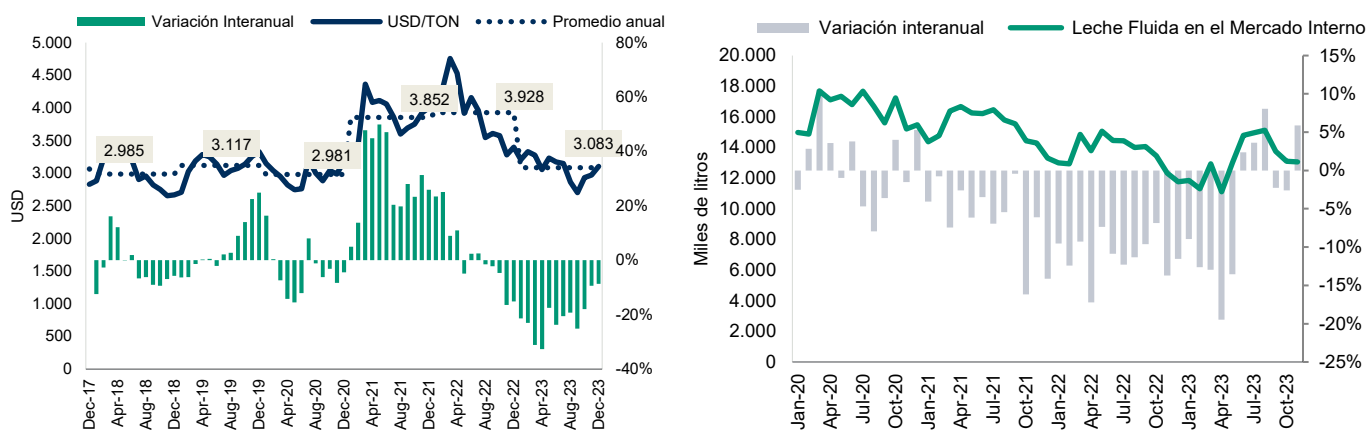 Variación Interanual USD/TON Promedio anual
5.000
4.500
4.000
3.500
3.000
2.500
2.000
1.500
1.000
500
0
USD
80%
60%
40%
20%
0%
-20%
-40%
2.985
3.117
2.981
3.852
3.928
3.083
Dec-17
Apr-18
Aug-18
Dec-18
Apr-19
Aug-19
Dec-19
Apr-20
Aug-20
Dec-20
Apr-21
Aug-21
Dec-21
Apr-22
Aug-22
Dec-22
Apr-23
Aug-23
Dec-23
Variación interanual Leche Fluida en el Mercado Interno
20.000
18.000
16.000
14.000
12.000
10.000
8.000
6.000
4.000
2.000
0
Miles de litros
15%
10%
5%
0%
-5%
-10%
-15%
-20%
-25%
Jan-20
Apr-20
Jul-20
Oct-20
Jan-21
Apr-21
Jul-21
Oct-21
Jan-22
Apr-22
Jul-22
Oct-22
Jan-23
Apr-23
Jul-23
Oct-23